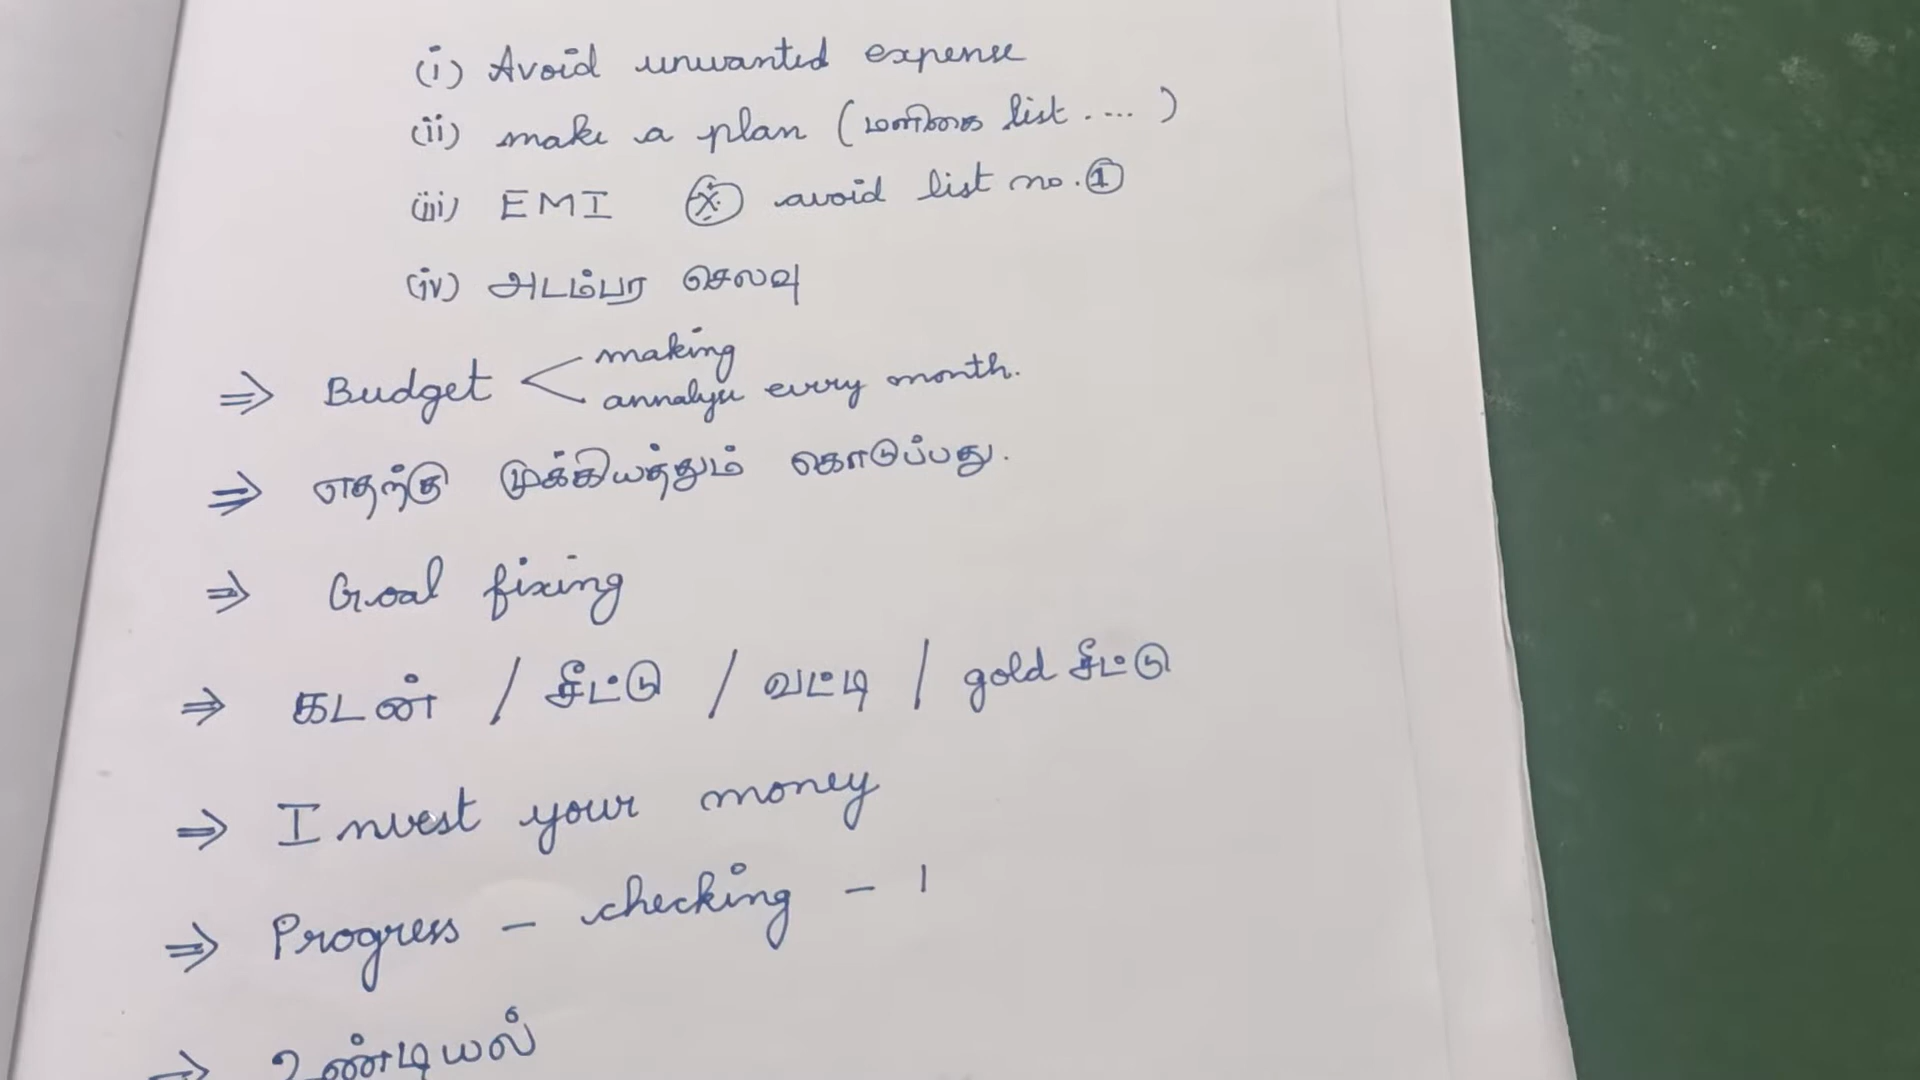 (i) Avoid unwanted expense
(ii) make a plan (மளிகை list . ... )
(iii) EMI ⓧ avoid list no. ①
(iv) அடம்பர செலவு
⇒ Budget < making
annalyse every month.
⇒ எதற்கு முக்கியத்தும் கொடுப்பது.
⇒ Goal fixing
⇒ கடன் / சீட்டு / வட்டி / gold சீட்டு
⇒ Invest your money
⇒ Progress - checking - 1
⇒ உண்டியல்